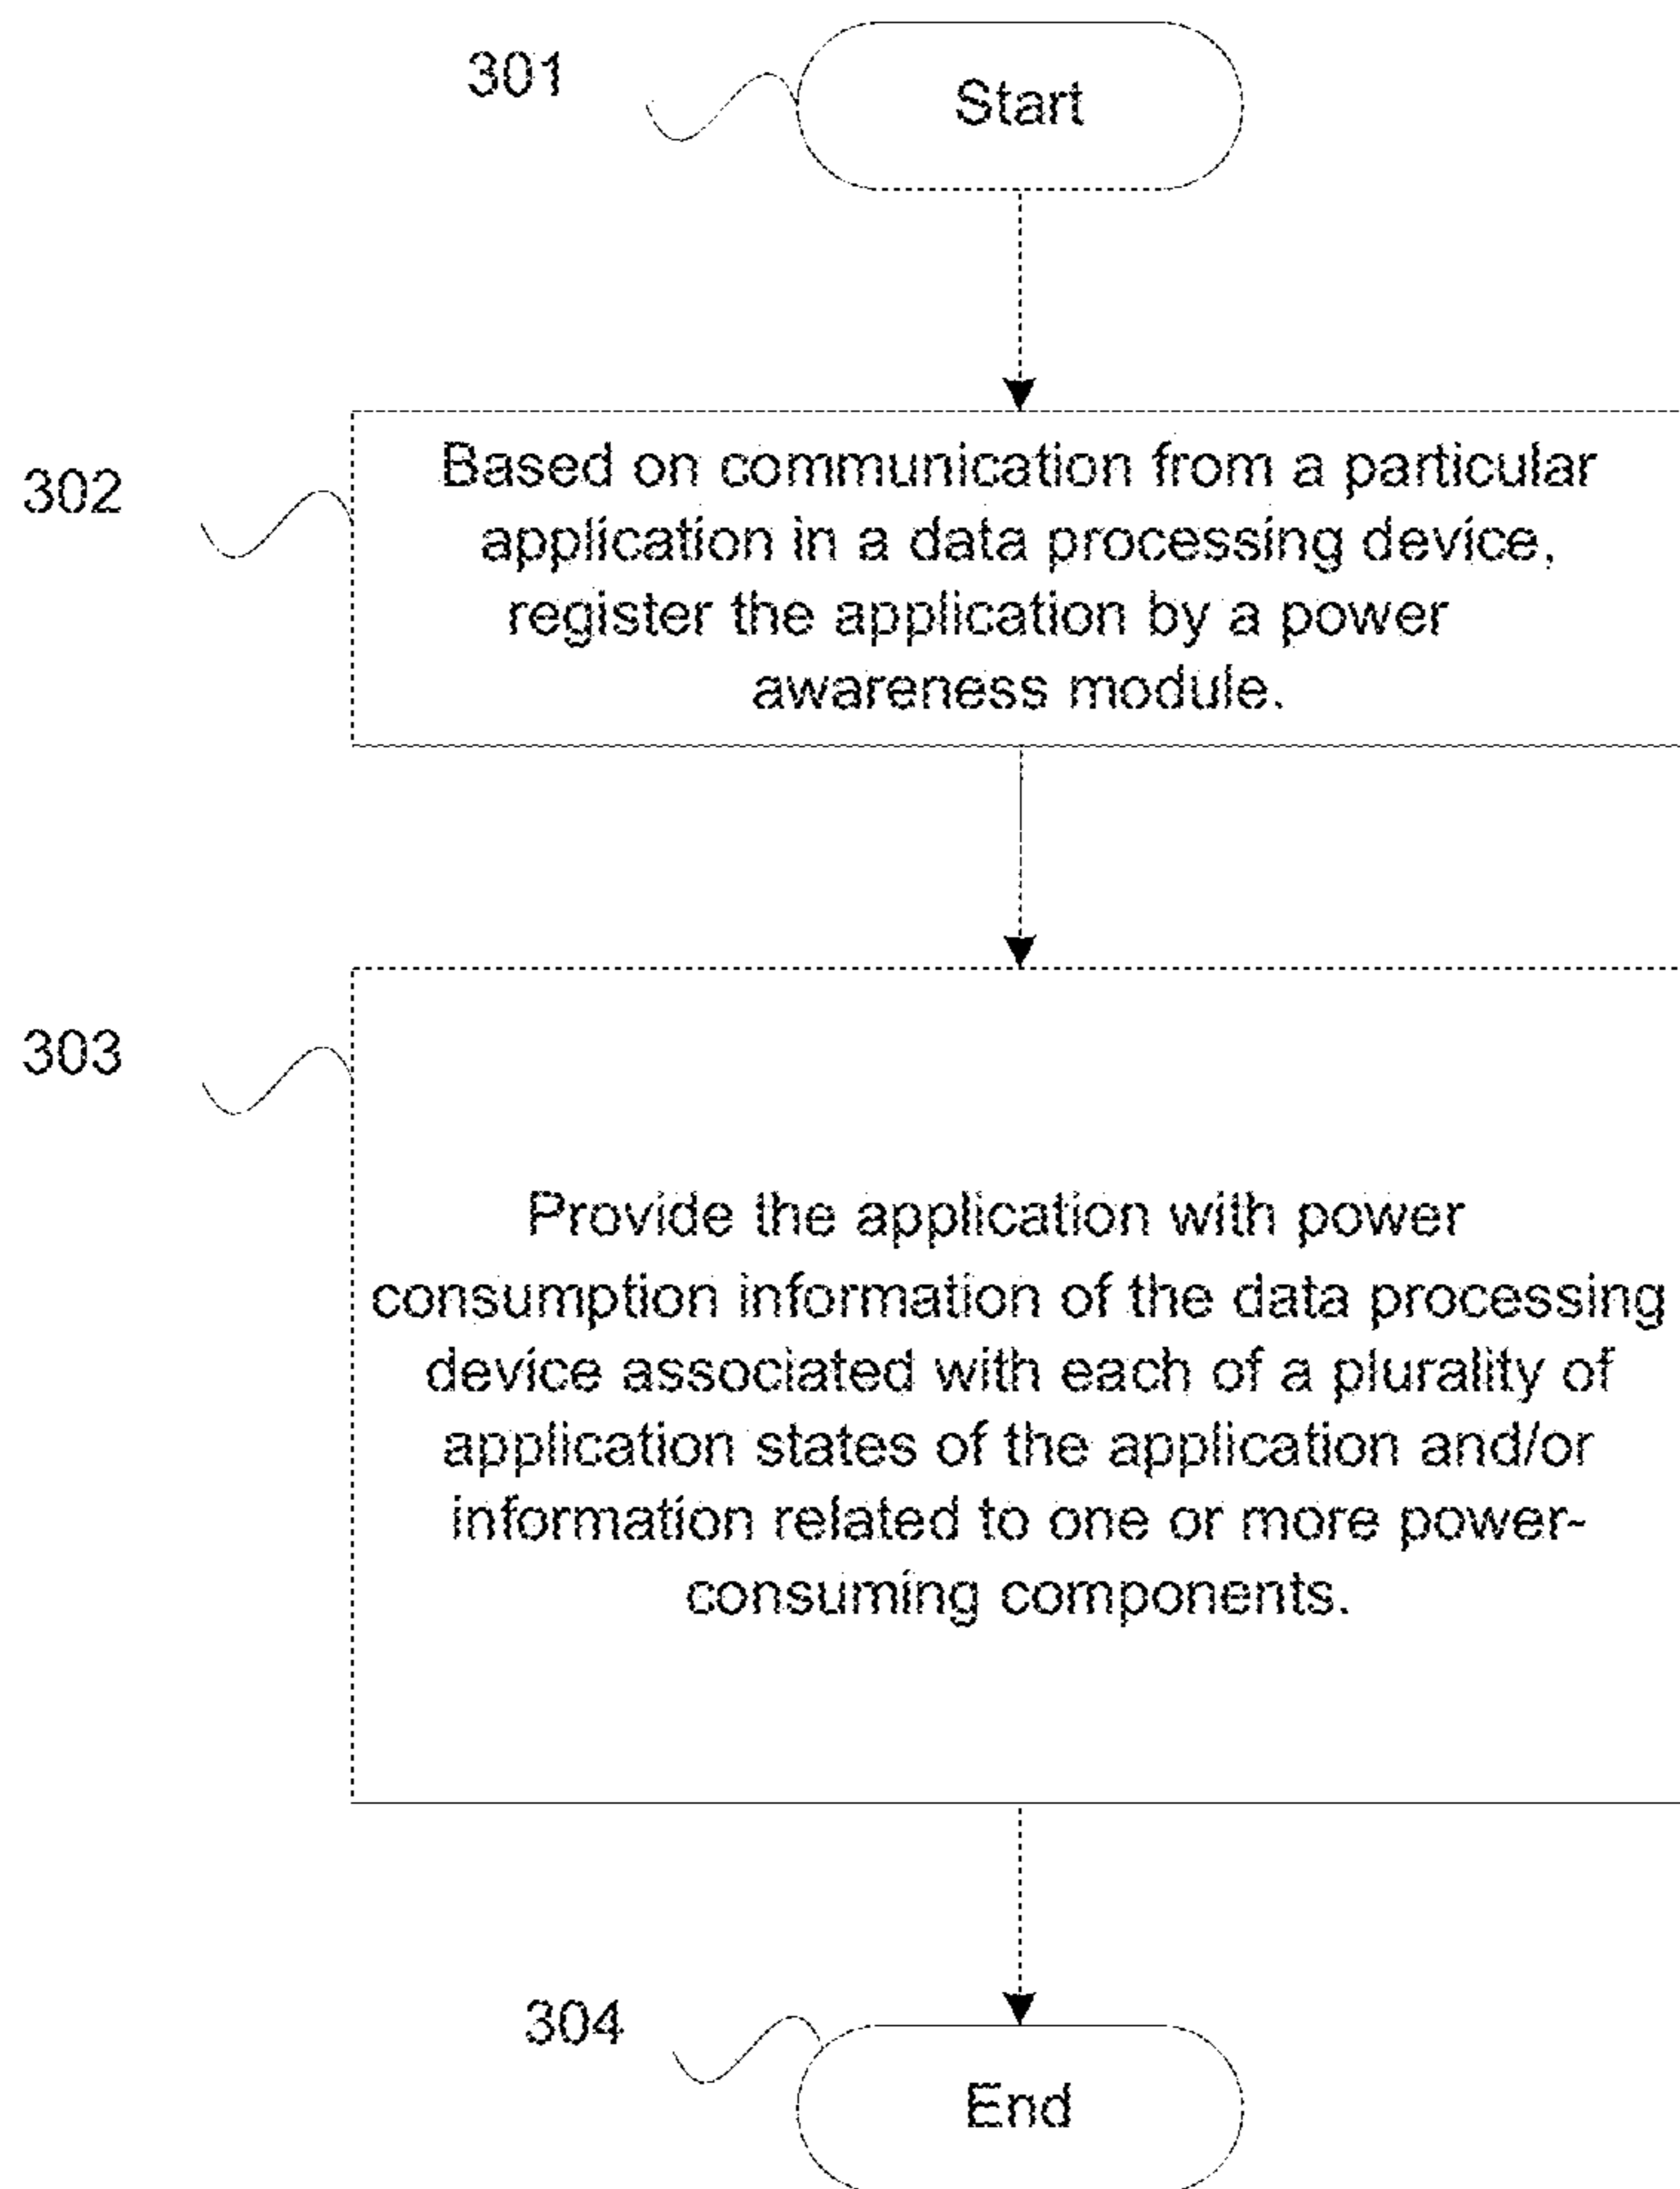 301
Start
302
Based on communication from a particular
application in a data processing device,
register the application by a power
awareness module.
303
Provide the application with power
consumption information of the data processing
device associated with each of a plurality of
application states of the application and/or
information related to one or more power-
consuming components.
304
End